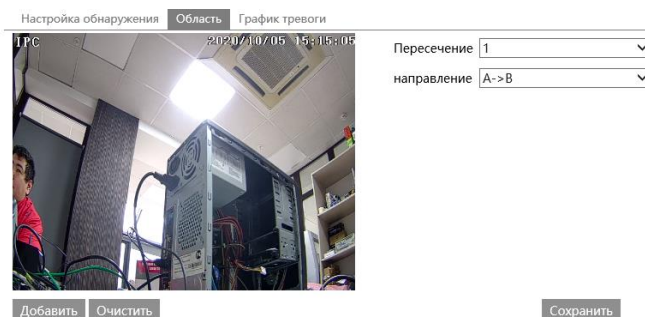 Настройка обнаружения Область График тревоги
IPC 2020/10/05 15:15:05
Пересечение 1
направление A->B
Добавить Очистить Сохранить